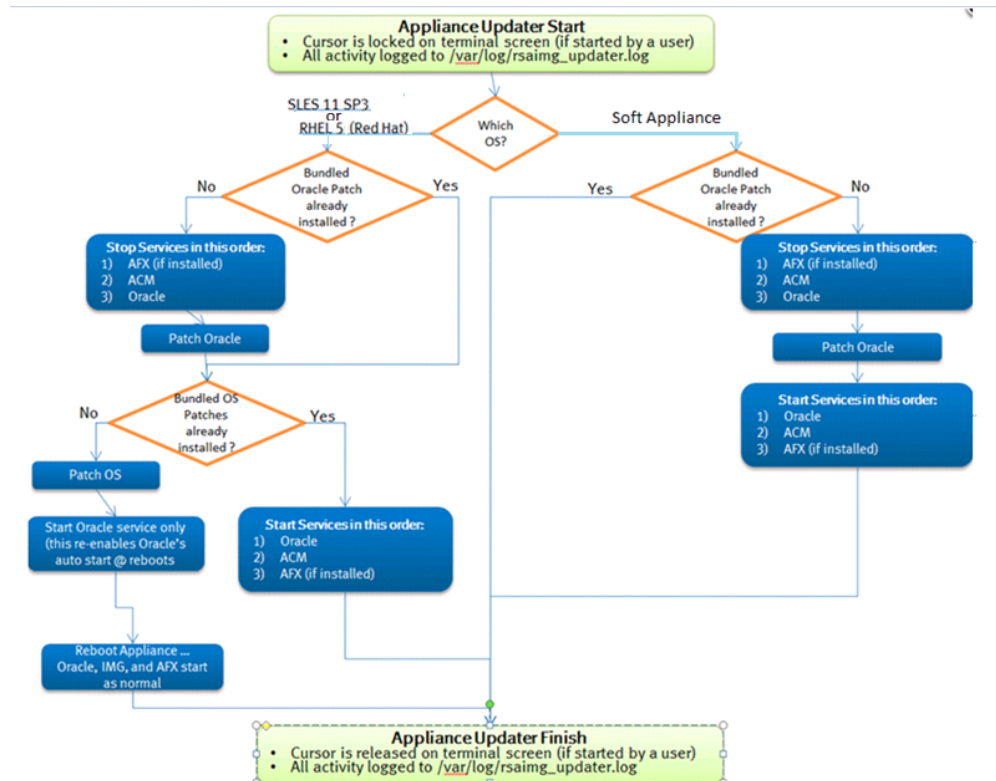 Appliance Updater Start
• Cursor is locked on terminal screen (if started by a user)
• All activity logged to /var/log/rsaimg_updater.log
Which
OS?
SLES 11 SP3
or
RHEL 5 (Red Hat)
Soft Appliance
Bundled
Oracle Patch
already
installed ?
No
Yes
Bundled
Oracle Patch
already
installed ?
Yes
No
Stop Services in this order:
1) AFX (if installed)
2) ACM
3) Oracle
Patch Oracle
Stop Services in this order:
1) AFX (if installed)
2) ACM
3) Oracle
Patch Oracle
Start Services in this order:
1) Oracle
2) ACM
3) AFX (if installed)
Bundled OS
Patches
already
installed ?
No
Yes
Patch OS
Start Oracle service only
(this re-enables Oracle's
auto start @ reboots
Start Services in this order:
1) Oracle
2) ACM
3) AFX (if installed)
Reboot Appliance ...
Oracle, IMG, and AFX start
as normal
Appliance Updater Finish
• Cursor is released on terminal screen (if started by a user)
• All activity logged to /var/log/rsaimg_updater.log